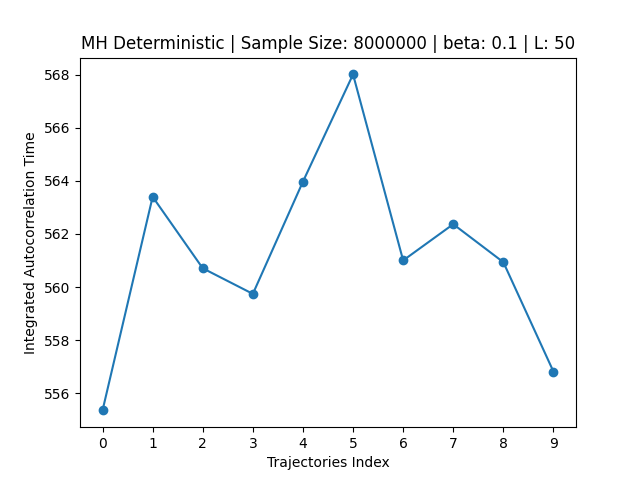 MH Deterministic | Sample Size: 8000000 | beta: 0.1 | L: 50
568
566
564
562
560
558
556
Integrated Autocorrelation Time
0 1 2 3 4 5 6 7 8 9
Trajectories Index